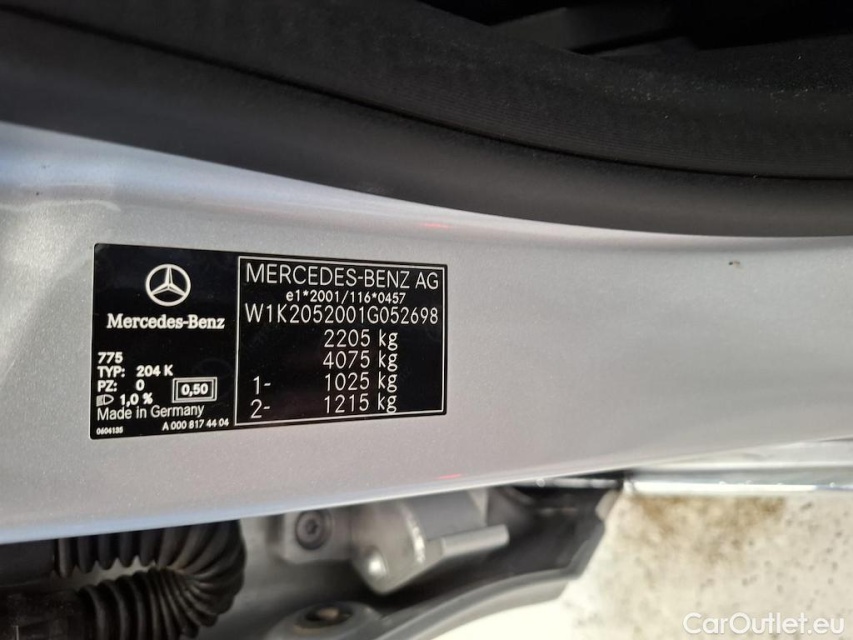 Mercedes-Benz
775
TYP: 204 K
PZ: 0
0,50
1,0 %
Made in Germany
0604135
A 000 817 44 04
MERCEDES-BENZ AG
e1*2001/116*0457
W1K2052001G052698
2205 kg
4075 kg
1- 1025 kg
2- 1215 kg
CarOutlet.eu